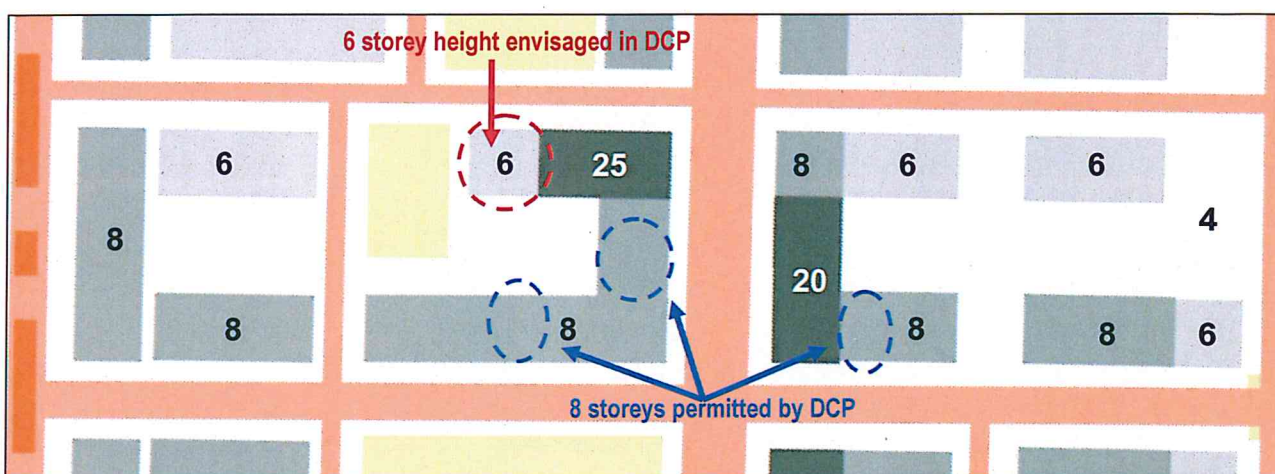 6 storey height envisaged in DCP
6 6 25 8 6 6
8 4
20
8 8 8 8 6
8 storeys permitted by DCP